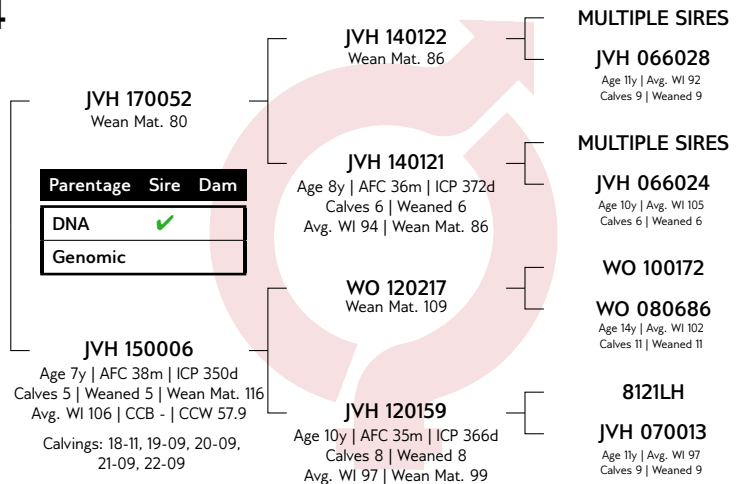 4
MULTIPLE SIRES
JVH 140122
Wean Mat. 86
JVH 066028
Age 11y | Avg. WI 92
Calves 9 | Weaned 9
JVH 170052
Wean Mat. 80
MULTIPLE SIRES
JVH 140121
Age 8y | AFC 36m | ICP 372d
Calves 6 | Weaned 6
Avg. WI 94 | Wean Mat. 86
JVH 066024
Age 10y | Avg. WI 105
Calves 6 | Weaned 6
Parentage Sire Dam
DNA ✔
Genomic
WO 100172
WO 120217
Wean Mat. 109
WO 080686
Age 14y | Avg. WI 102
Calves 11 | Weaned 11
JVH 150006
Age 7y | AFC 38m | ICP 350d
Calves 5 | Weaned 5 | Wean Mat. 116
Avg. WI 106 | CCB - | CCW 57.9
Calvings: 18-11, 19-09, 20-09,
21-09, 22-09
8121LH
JVH 120159
Age 10y | AFC 35m | ICP 366d
Calves 8 | Weaned 8
Avg. WI 97 | Wean Mat. 99
JVH 070013
Age 11y | Avg. WI 97
Calves 9 | Weaned 9